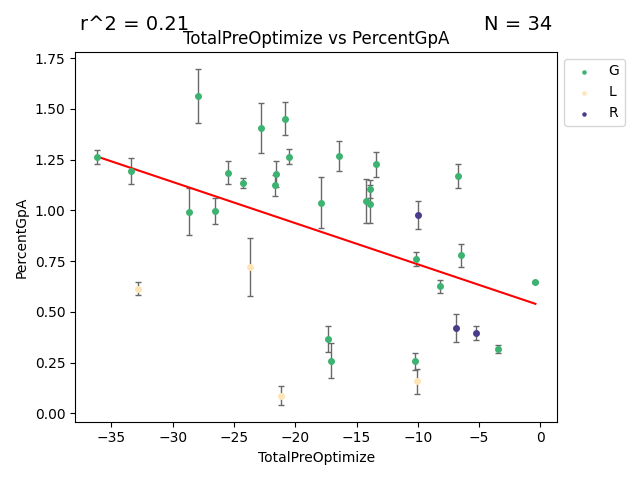 r^2 = 0.21
N = 34
TotalPreOptimize vs PercentGpA
G
L
R
PercentGpA
1.75
1.50
1.25
1.00
0.75
0.50
0.25
0.00
−35
−30
−25
−20
−15
−10
−5
0
TotalPreOptimize